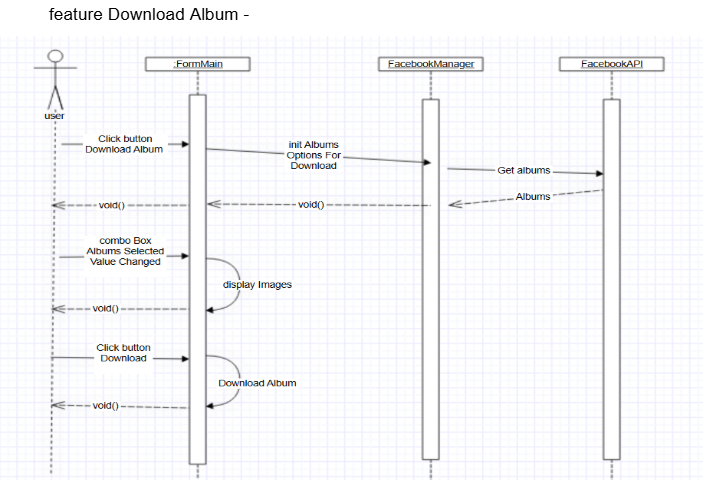 feature Download Album -
:FormMain
FacebookManager
FacebookAPI
user
Click button
Download Album
init Albums
Options For
Download
Get albums
Albums
void()
void()
combo Box
Albums Selected
Value Changed
display Images
void()
Click button
Download
Download Album
void()